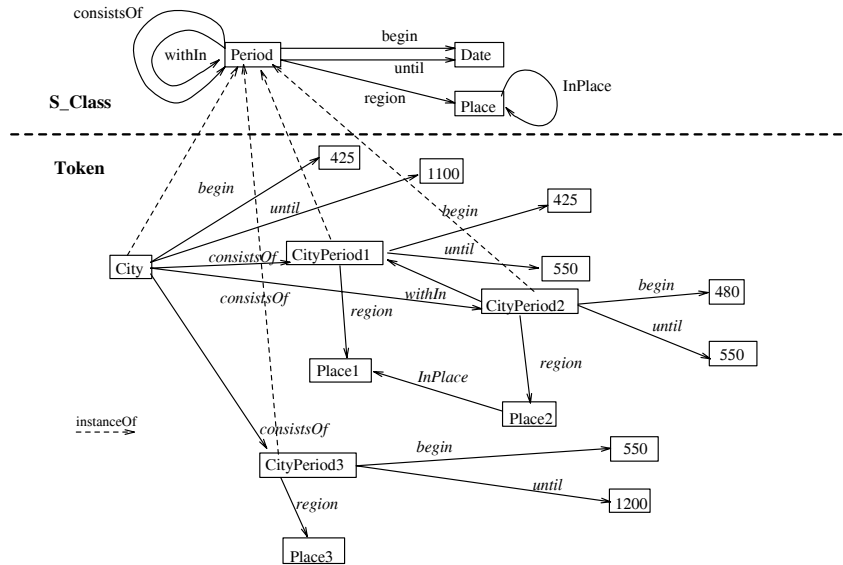 consistsOf
begin
withIn
Period
Date
until
S_Class
region
Place
InPlace
Token
425
1100
begin
until
425
begin
City
consistsOf
CityPeriod1
until
550
consistsOf
withIn
CityPeriod2
begin
480
region
until
550
region
Place1
InPlace
Place2
instanceOf
consistsOf
begin
550
CityPeriod3
until
1200
region
Place3